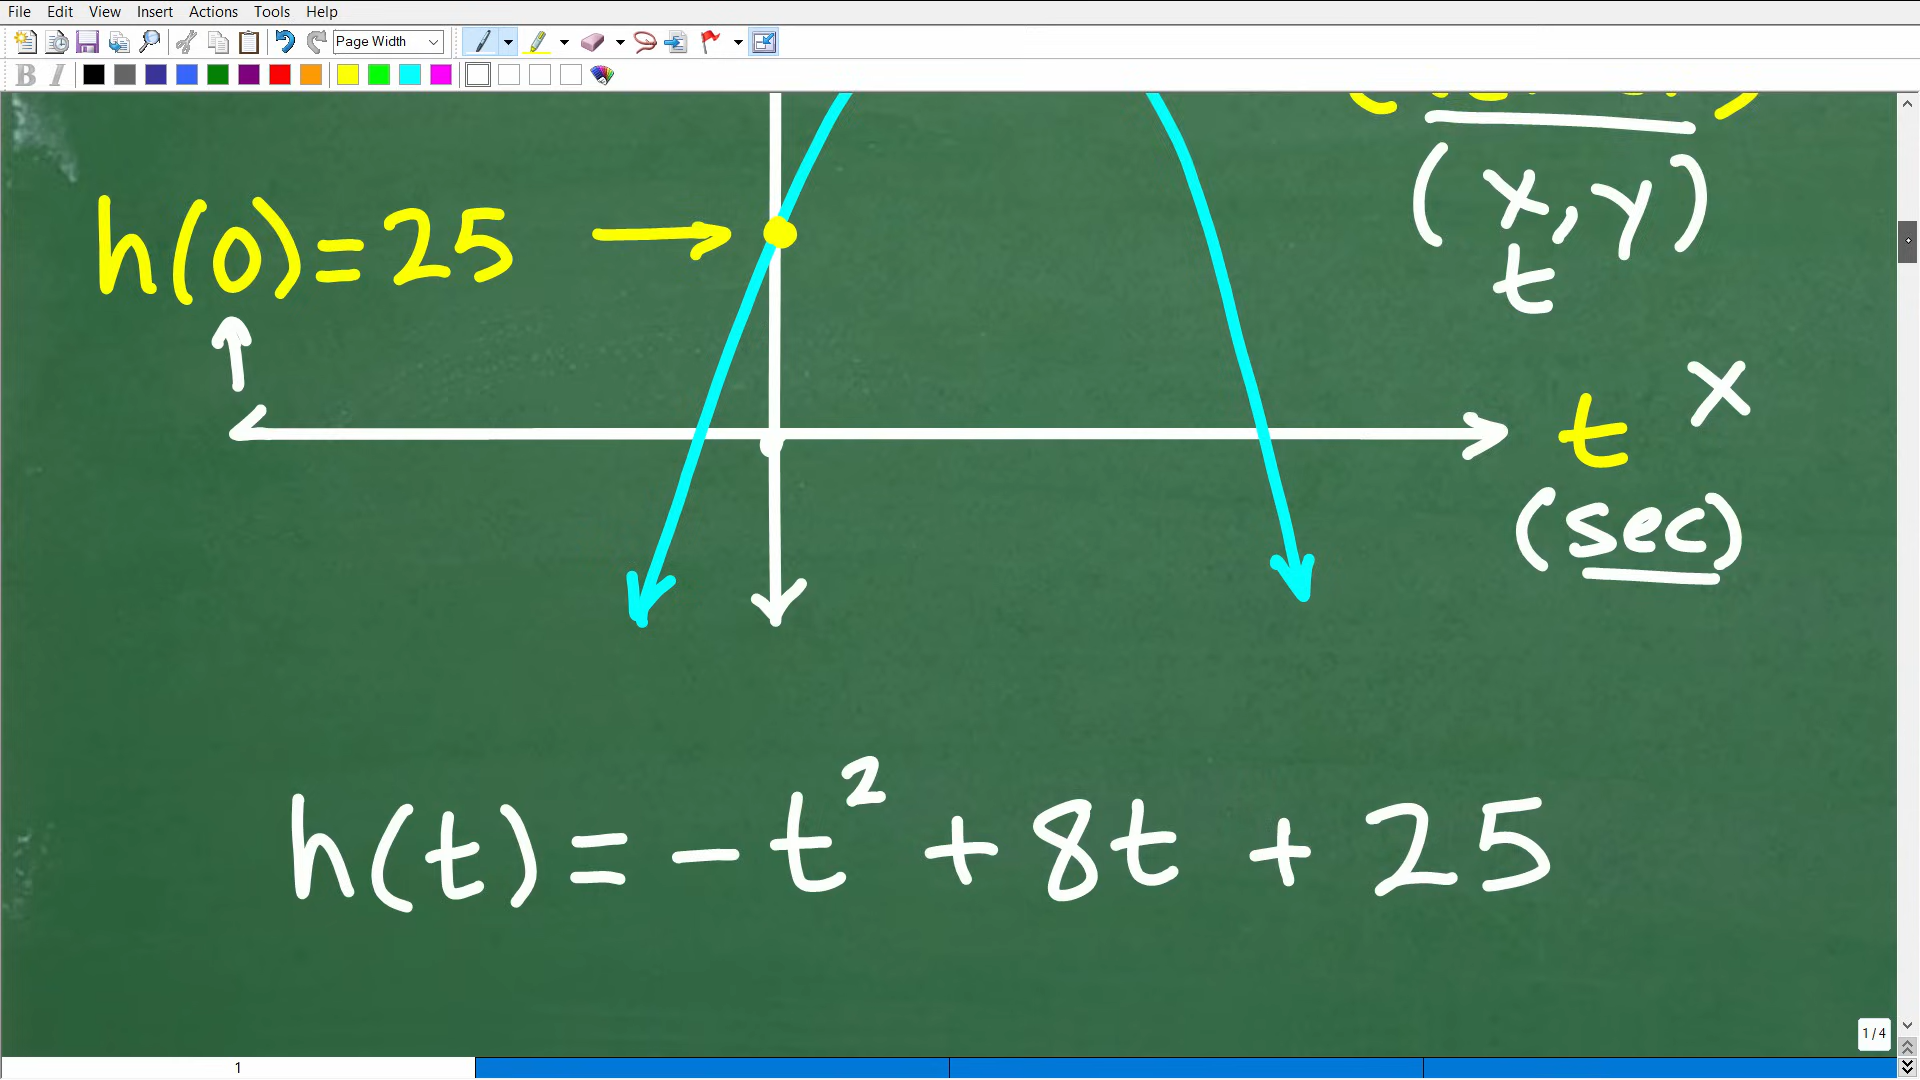 File Edit View Insert Actions Tools Help
Page Width
B I
(x,y)
h(0)=25
t
x
t
(sec)
h(t)=-t²+8t+25
1/4
1